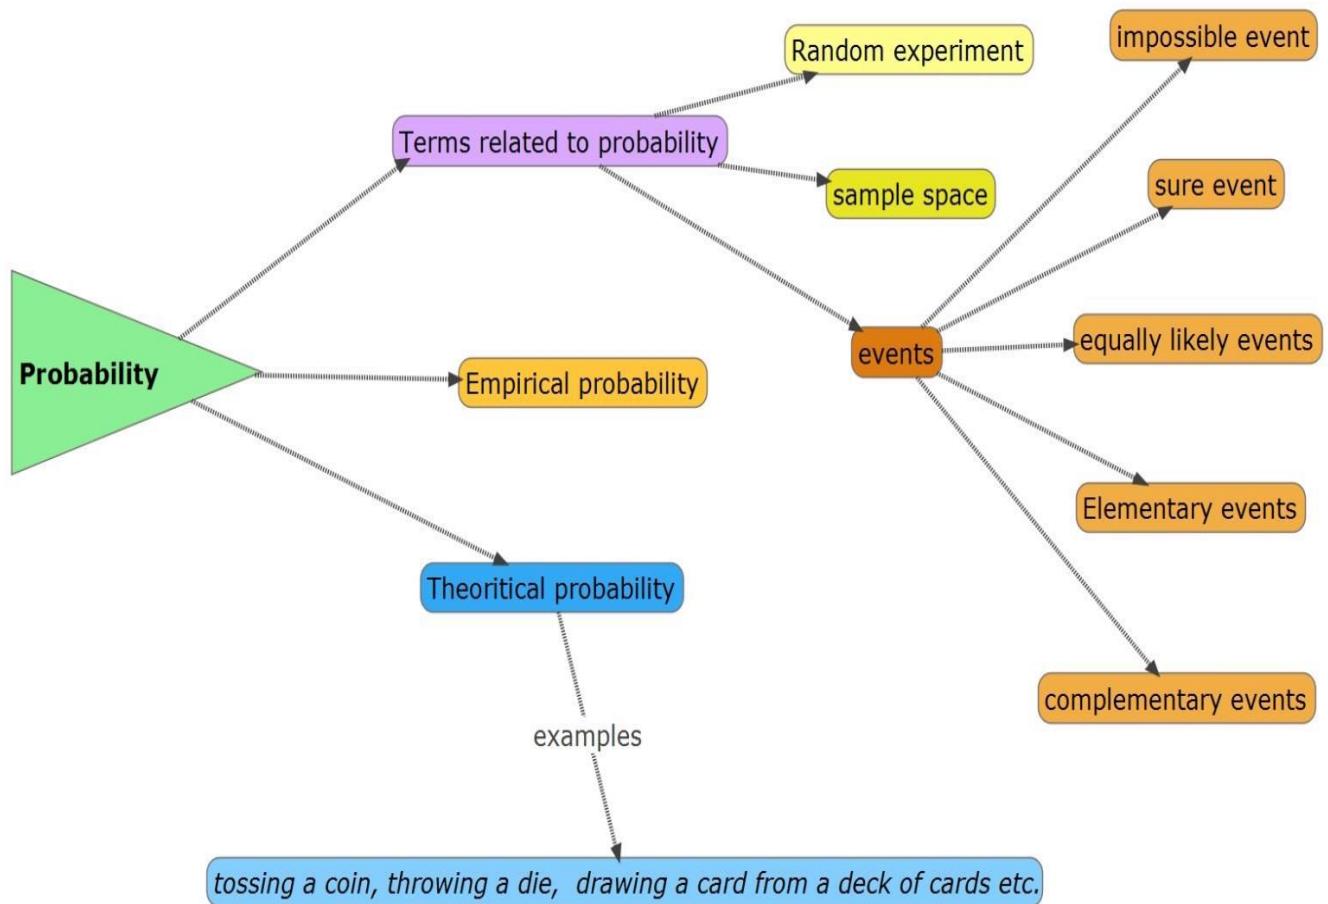 Random experiment
impossible event
Terms related to probability
sample space
sure event
Probability
Empirical probability
events
equally likely events
Elementary events
Theoritical probability
complementary events
examples
tossing a coin, throwing a die, drawing a card from a deck of cards etc.